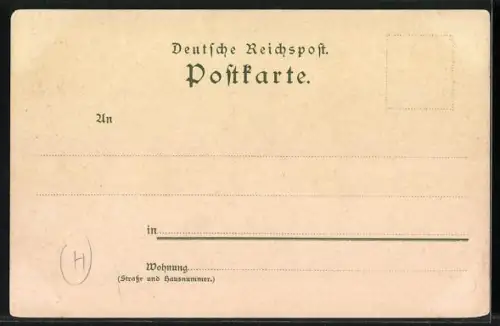 Deutſche Reichspoſt.
Poſtkarte.
An
in
Wohnung
(Straße und Hausnummer.)
H